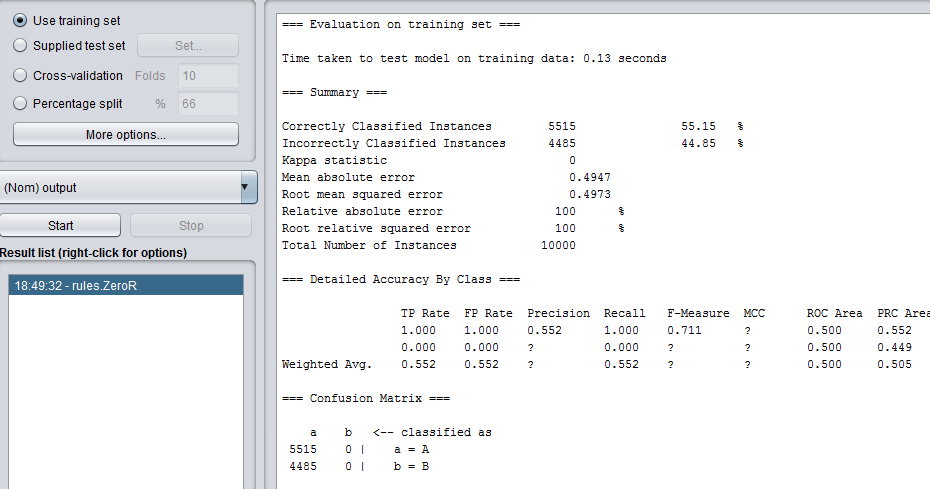 Use training set
Supplied test set Set...
Cross-validation Folds 10
Percentage split % 66
More options...
(Nom) output
Start Stop
Result list (right-click for options)
18:49:32 - rules.ZeroR
=== Evaluation on training set ===
Time taken to test model on training data: 0.13 seconds
=== Summary ===
Correctly Classified Instances 5515 55.15 %
Incorrectly Classified Instances 4485 44.85 %
Kappa statistic 0
Mean absolute error 0.4947
Root mean squared error 0.4973
Relative absolute error 100 %
Root relative squared error 100 %
Total Number of Instances 10000
=== Detailed Accuracy By Class ===
TP Rate FP Rate Precision Recall F-Measure MCC ROC Area PRC Area
1.000 1.000 0.552 1.000 0.711 ? 0.500 0.552
0.000 0.000 ? 0.000 ? ? 0.500 0.449
Weighted Avg. 0.552 0.552 ? 0.552 ? ? 0.500 0.505
=== Confusion Matrix ===
a b <-- classified as
5515 0 | a = A
4485 0 | b = B